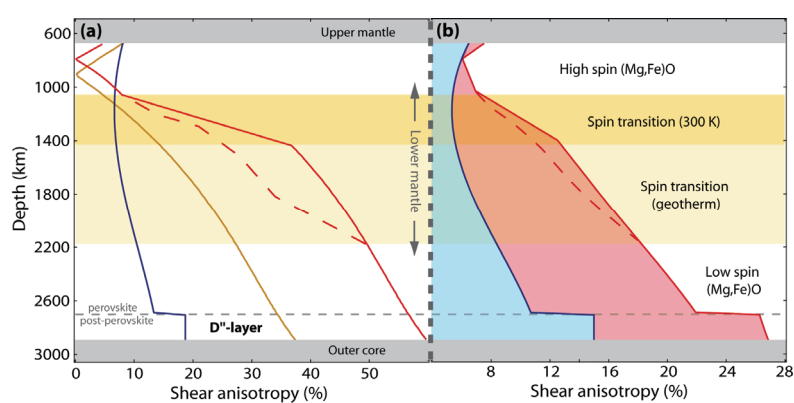 (a)
Upper mantle
(b)
600
1000
1400
1800
2200
2600
3000
Depth (km)
High spin (Mg,Fe)O
Spin transition (300 K)
Lower mantle
Spin transition
(geotherm)
Low spin
(Mg,Fe)O
perovskite
post-perovskite
D"-layer
Outer core
0
10
20
30
40
50
8
12
16
20
24
28
Shear anisotropy (%)
Shear anisotropy (%)